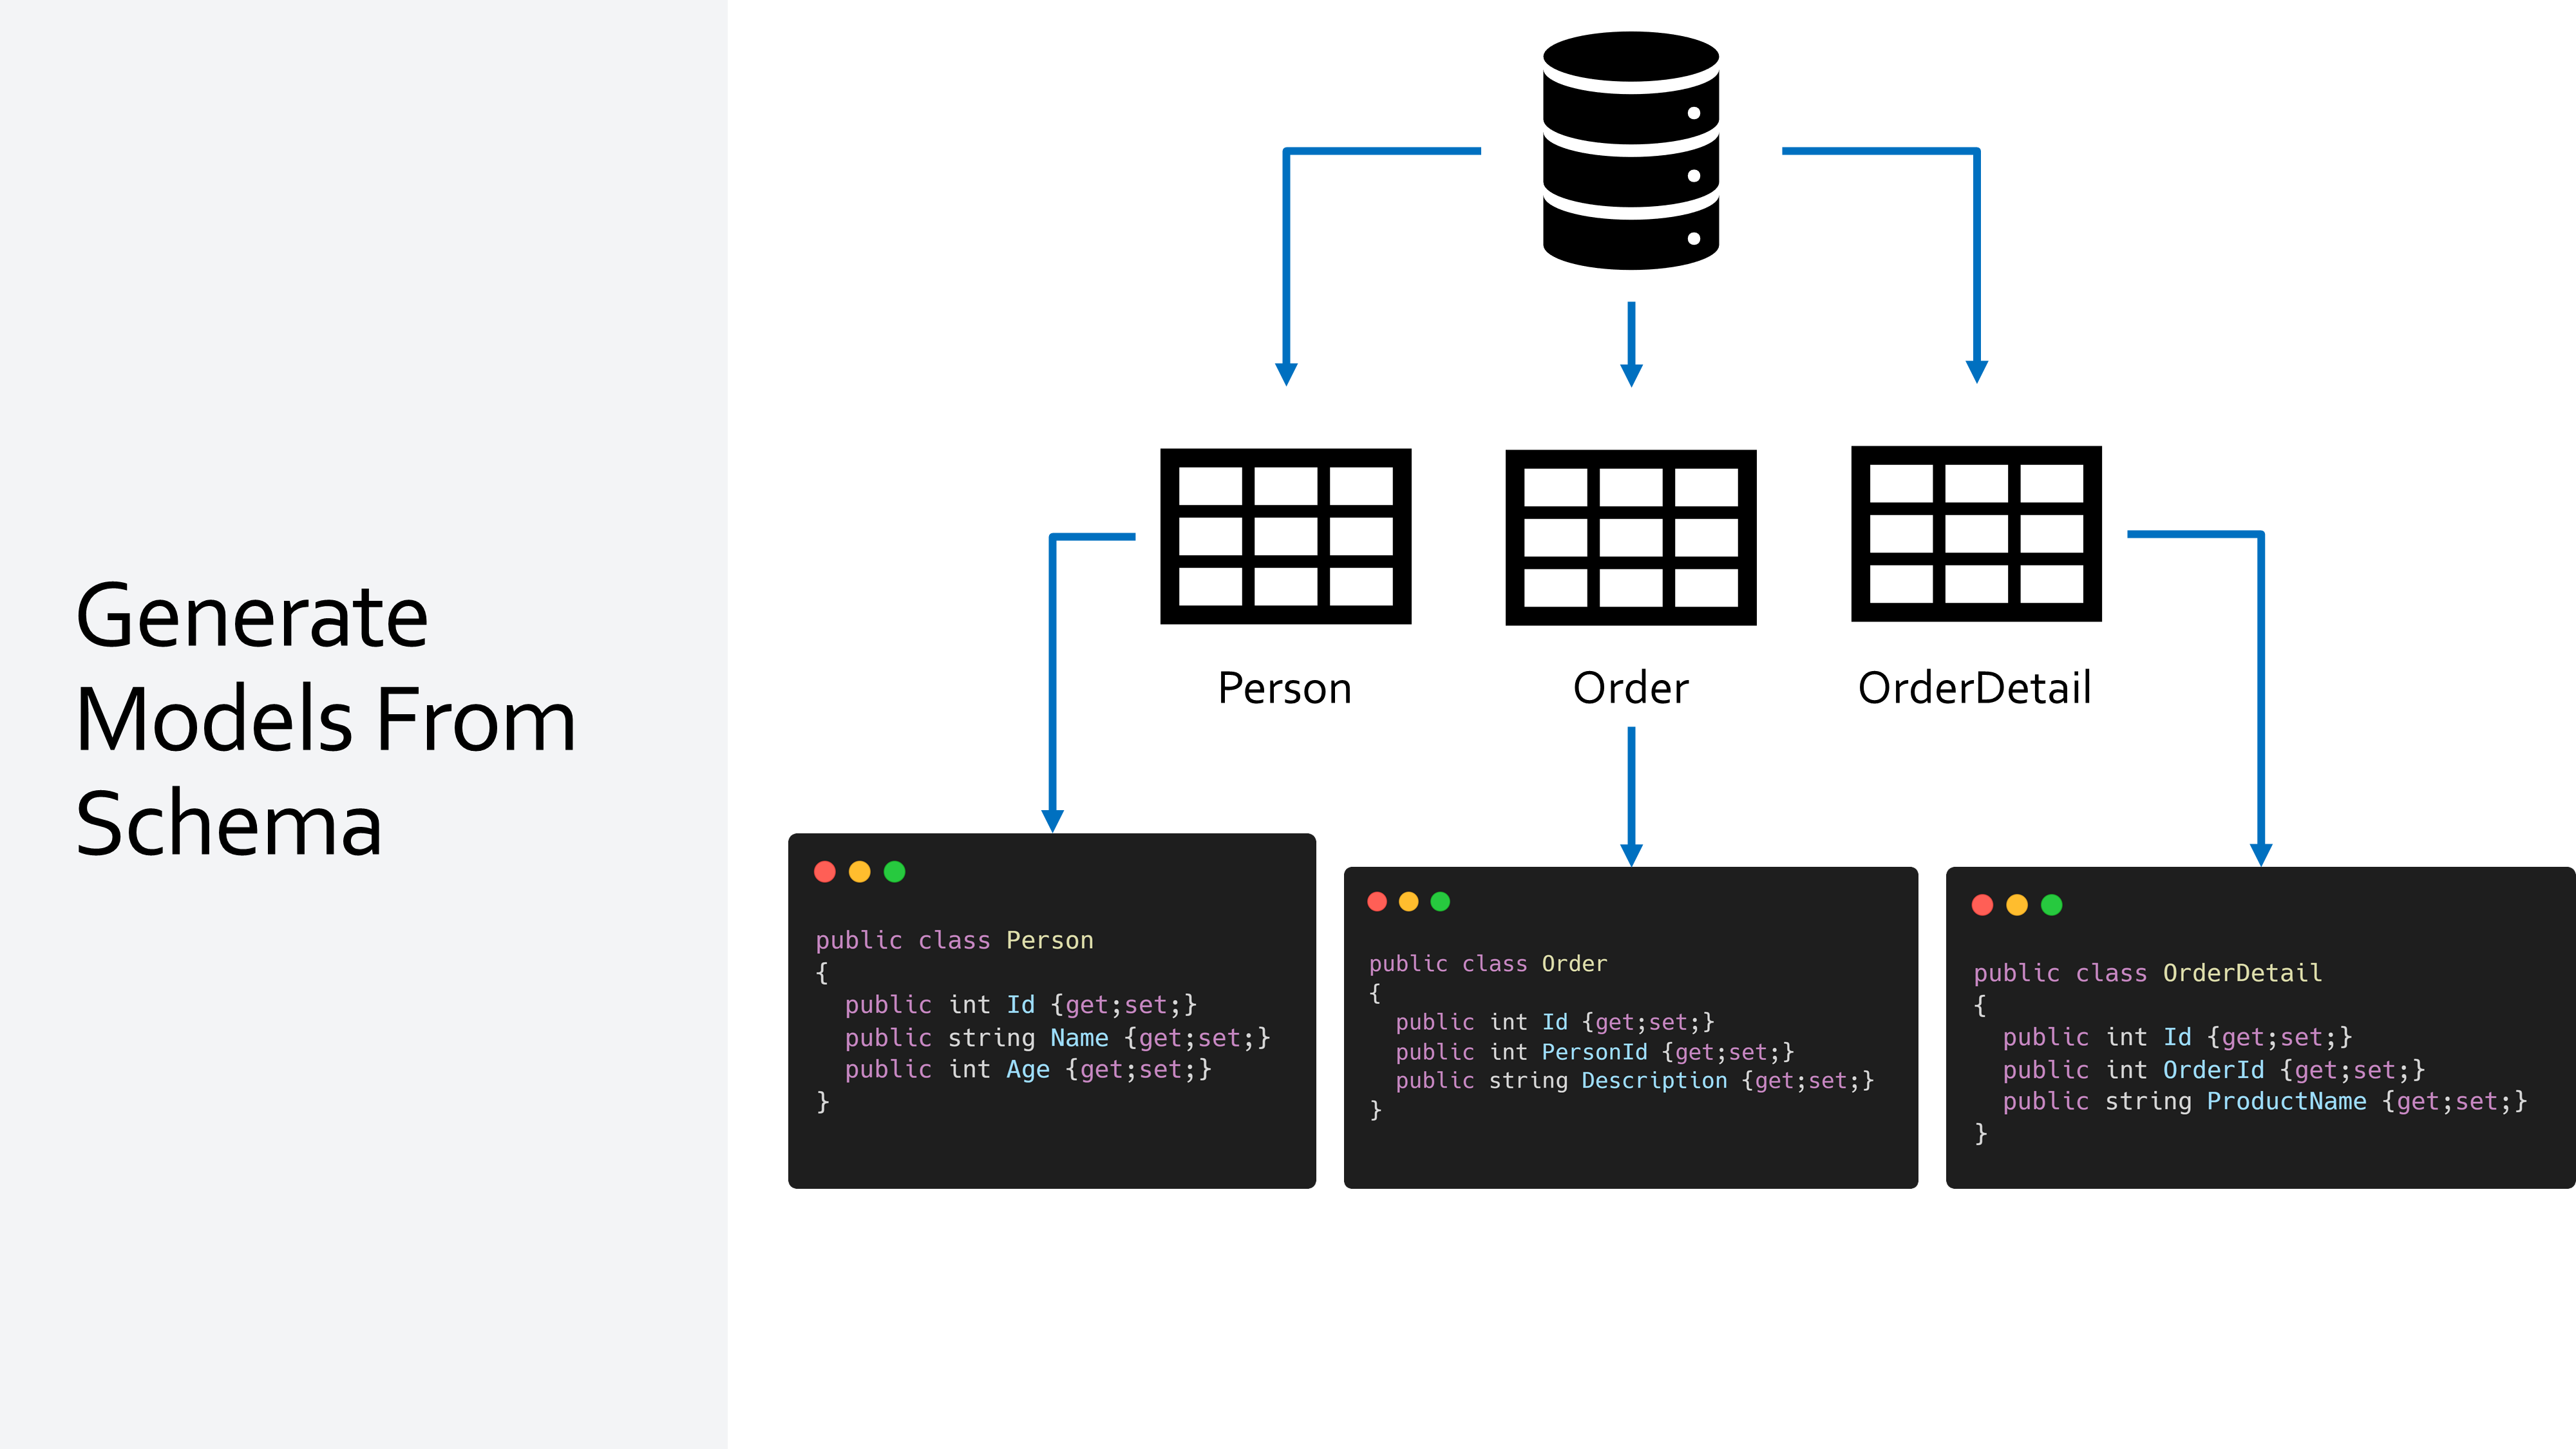 Generate
Models From
Schema
Person
Order
OrderDetail
public class Person
{
  public int Id {get;set;}
  public string Name {get;set;}
  public int Age {get;set;}
}
public class Order
{
  public int Id {get;set;}
  public int PersonId {get;set;}
  public string Description {get;set;}
}
public class OrderDetail
{
  public int Id {get;set;}
  public int OrderId {get;set;}
  public string ProductName {get;set;}
}